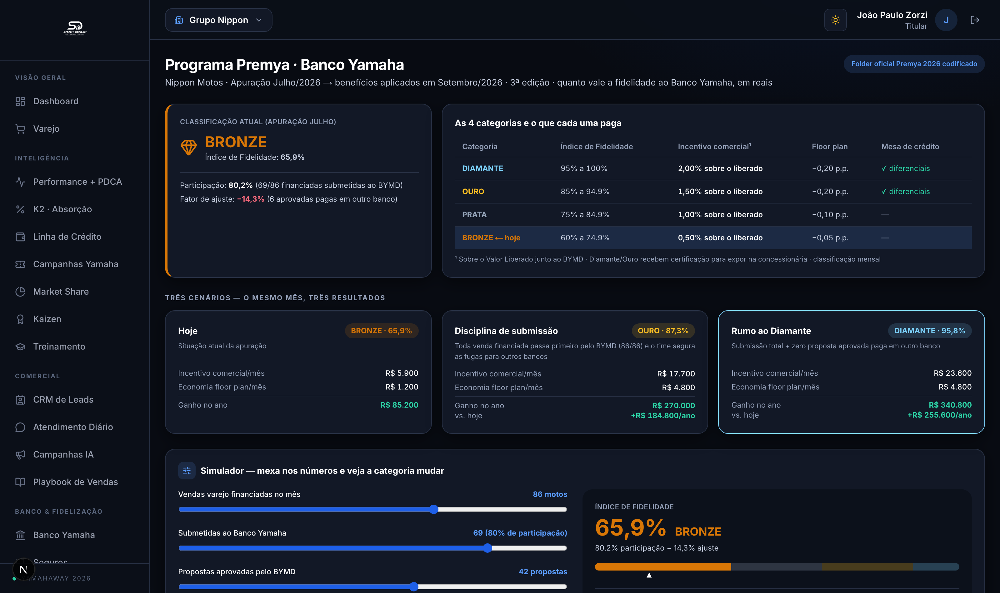 SMART DEALER
VISÃO GERAL
Dashboard
Varejo
INTELIGÊNCIA
Performance + PDCA
K2 · Absorção
Linha de Crédito
Campanhas Yamaha
Market Share
Kaizen
Treinamento
COMERCIAL
CRM de Leads
Atendimento Diário
Campanhas IA
Playbook de Vendas
BANCO & FIDELIZAÇÃO
Banco Yamaha
Seguros
N
AMAHAWAY 2026
Grupo Nippon
João Paulo Zorzi
Titular
J
Programa Premya · Banco Yamaha
Folder oficial Premya 2026 codificado
Nippon Motos · Apuração Julho/2026 → benefícios aplicados em Setembro/2026 · 3ª edição · quanto vale a fidelidade ao Banco Yamaha, em reais
CLASSIFICAÇÃO ATUAL (APURAÇÃO JULHO)
BRONZE
Índice de Fidelidade: 65,9%
Participação: 80,2% (69/86 financiadas submetidas ao BYMD)
Fator de ajuste: −14,3% (6 aprovadas pagas em outro banco)
As 4 categorias e o que cada uma paga
Categoria Índice de Fidelidade Incentivo comercial¹ Floor plan Mesa de crédito
DIAMANTE 95% a 100% 2,00% sobre o liberado −0,20 p.p. ✓ diferenciais
OURO 85% a 94.9% 1,50% sobre o liberado −0,20 p.p. ✓ diferenciais
PRATA 75% a 84.9% 1,00% sobre o liberado −0,10 p.p. —
BRONZE ← hoje 60% a 74.9% 0,50% sobre o liberado −0,05 p.p. —
¹ Sobre o Valor Liberado junto ao BYMD · Diamante/Ouro recebem certificação para expor na concessionária · classificação mensal
TRÊS CENÁRIOS — O MESMO MÊS, TRÊS RESULTADOS
Hoje BRONZE · 65,9%
Situação atual da apuração
Incentivo comercial/mês R$ 5.900
Economia floor plan/mês R$ 1.200
Ganho no ano R$ 85.200
Disciplina de submissão OURO · 87,3%
Toda venda financiada passa primeiro pelo BYMD (86/86) e o time segura
as fugas para outros bancos
Incentivo comercial/mês R$ 17.700
Economia floor plan/mês R$ 4.800
Ganho no ano R$ 270.000
vs. hoje +R$ 184.800/ano
Rumo ao Diamante DIAMANTE · 95,8%
Submissão total + zero proposta aprovada paga em outro banco
Incentivo comercial/mês R$ 23.600
Economia floor plan/mês R$ 4.800
Ganho no ano R$ 340.800
vs. hoje +R$ 255.600/ano
Simulador — mexa nos números e veja a categoria mudar
Vendas varejo financiadas no mês 86 motos
Submetidas ao Banco Yamaha 69 (80% de participação)
Propostas aprovadas pelo BYMD 42 propostas
ÍNDICE DE FIDELIDADE
65,9% BRONZE
80,2% participação − 14,3% ajuste